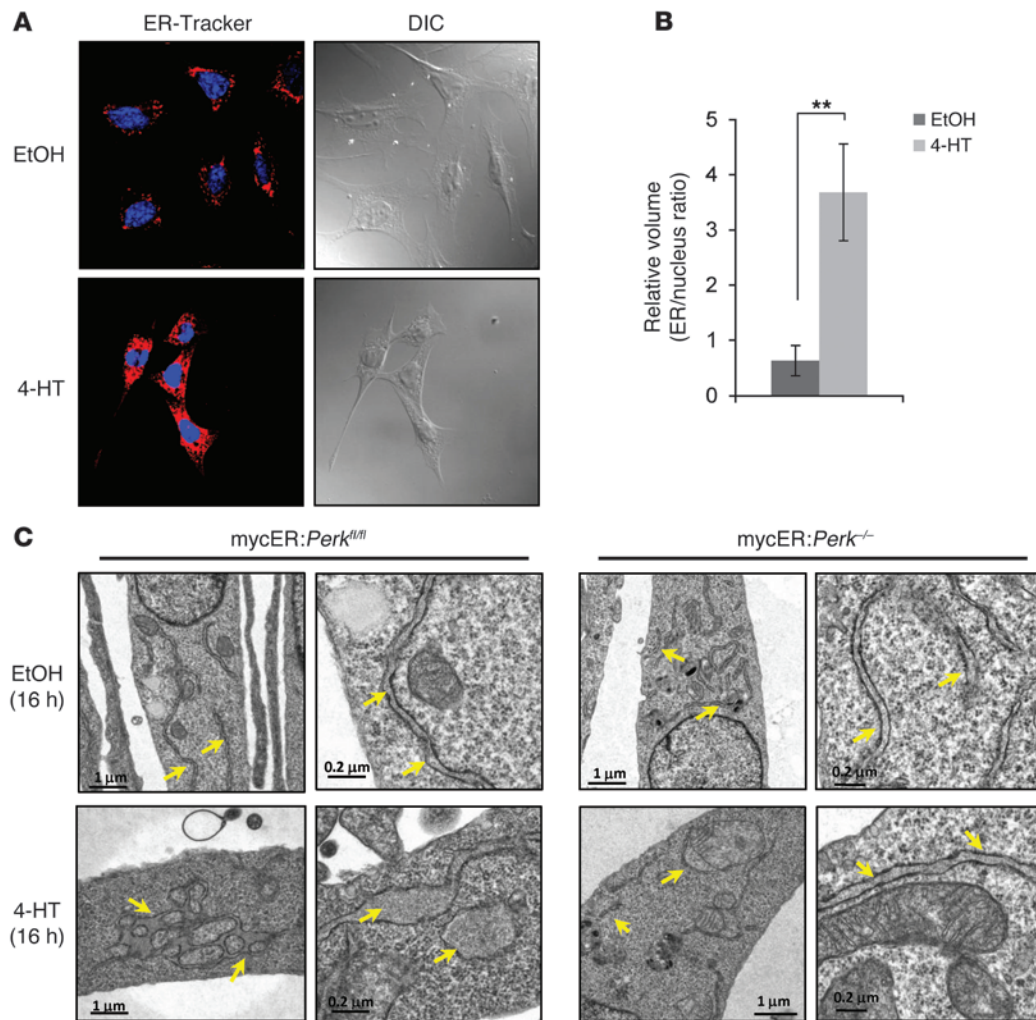 A
ER-Tracker
DIC
EtOH
4-HT
B
Relative volume
(ER/nucleus ratio)
5
4
3
2
1
0
**
EtOH
4-HT
C
mycER:Perkfl/fl
mycER:Perk–/–
EtOH
(16 h)
1 μm
0.2 μm
1 μm
0.2 μm
4-HT
(16 h)
1 μm
0.2 μm
1 μm
0.2 μm